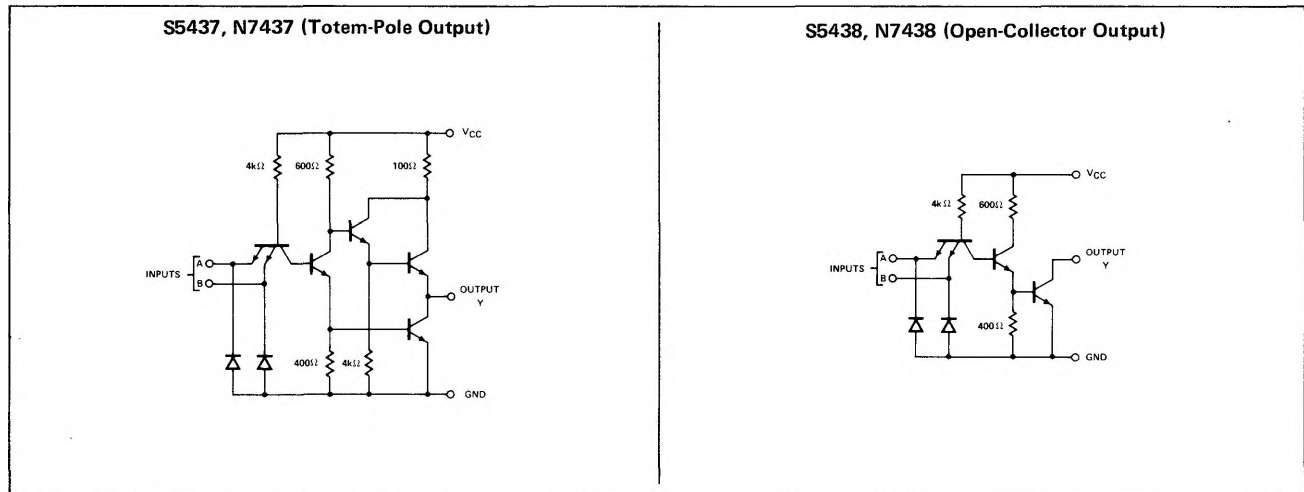 S5437, N7437 (Totem-Pole Output)
VCC
4kΩ
600Ω
100Ω
INPUTS
A
B
OUTPUT
Y
400Ω
4kΩ
GND
S5438, N7438 (Open-Collector Output)
VCC
4kΩ
600Ω
INPUTS
A
B
OUTPUT
Y
400Ω
GND